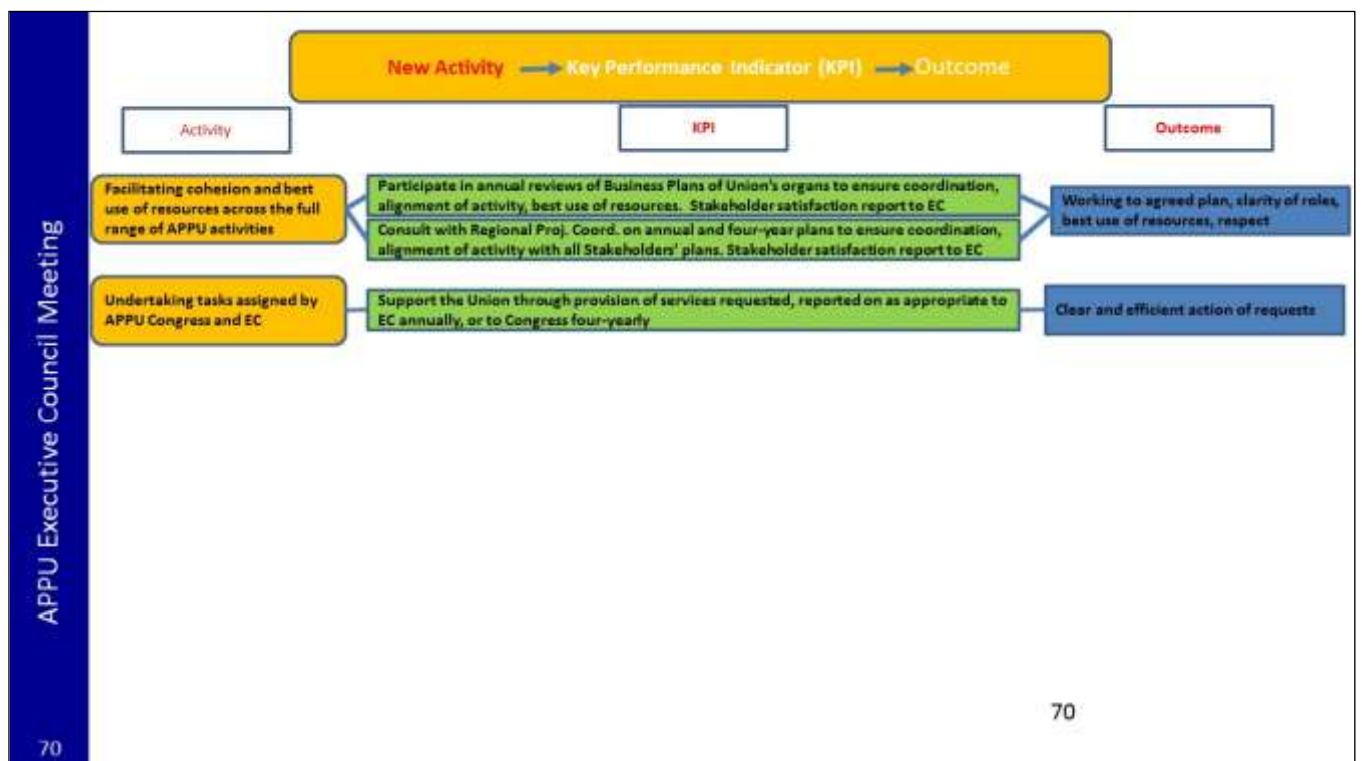 New Activity Key Performance Indicator (KPI) Outcome
Activity
KPI
Outcome
Facilitating cohesion and best
use of resources across the full
range of APPU activities
Participate in annual reviews of Business Plans of Union's organs to ensure coordination,
alignment of activity, best use of resources. Stakeholder satisfaction report to EC
Consult with Regional Proj. Coord. on annual and four-year plans to ensure coordination,
alignment of activity with all Stakeholders' plans. Stakeholder satisfaction report to EC
Working to agreed plan, clarity of roles,
best use of resources, respect
Undertaking tasks assigned by
APPU Congress and EC
Support the Union through provision of services requested, reported on as appropriate to
EC annually, or to Congress four-yearly
Clear and efficient action of requests
APPU Executive Council Meeting
70
70